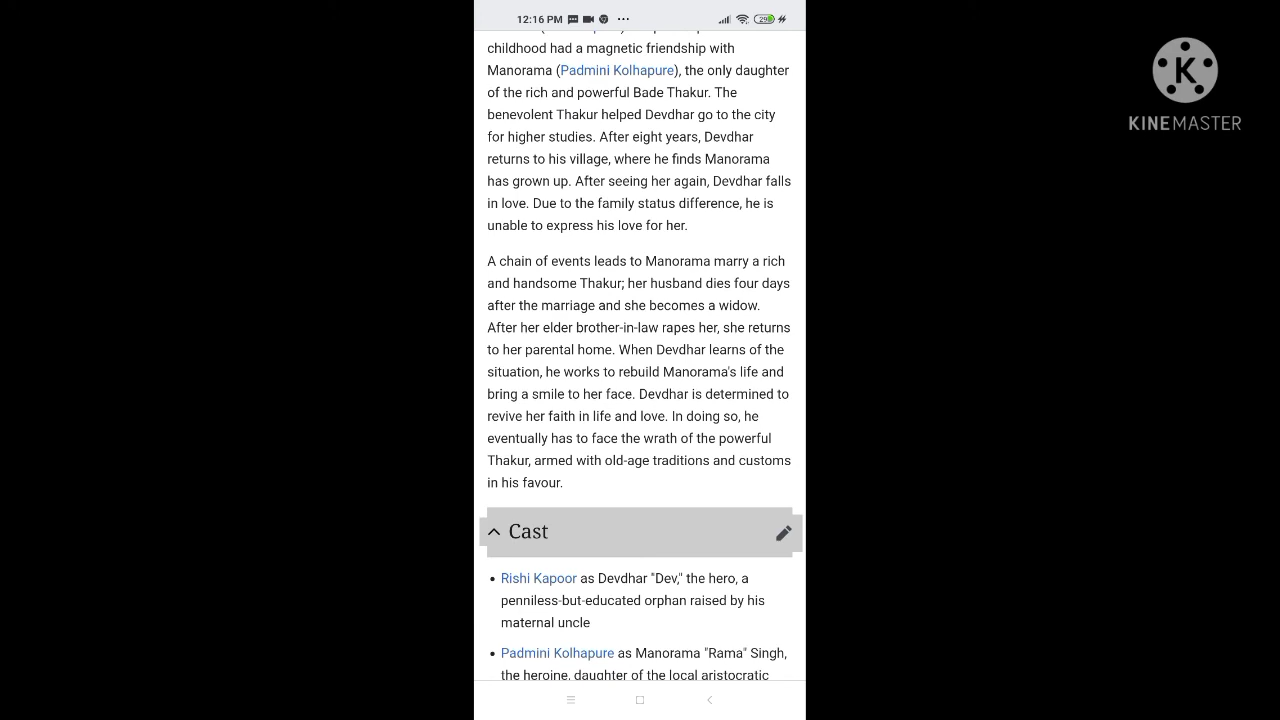 12:16 PM
29
childhood had a magnetic friendship with
Manorama (Padmini Kolhapure), the only daughter
of the rich and powerful Bade Thakur. The
benevolent Thakur helped Devdhar go to the city
for higher studies. After eight years, Devdhar
returns to his village, where he finds Manorama
has grown up. After seeing her again, Devdhar falls
in love. Due to the family status difference, he is
unable to express his love for her.
A chain of events leads to Manorama marry a rich
and handsome Thakur; her husband dies four days
after the marriage and she becomes a widow.
After her elder brother-in-law rapes her, she returns
to her parental home. When Devdhar learns of the
situation, he works to rebuild Manorama's life and
bring a smile to her face. Devdhar is determined to
revive her faith in life and love. In doing so, he
eventually has to face the wrath of the powerful
Thakur, armed with old-age traditions and customs
in his favour.
Cast
• Rishi Kapoor as Devdhar "Dev," the hero, a
penniless-but-educated orphan raised by his
maternal uncle
• Padmini Kolhapure as Manorama "Rama" Singh,
the heroine, daughter of the local aristocratic
K
KINEMASTER